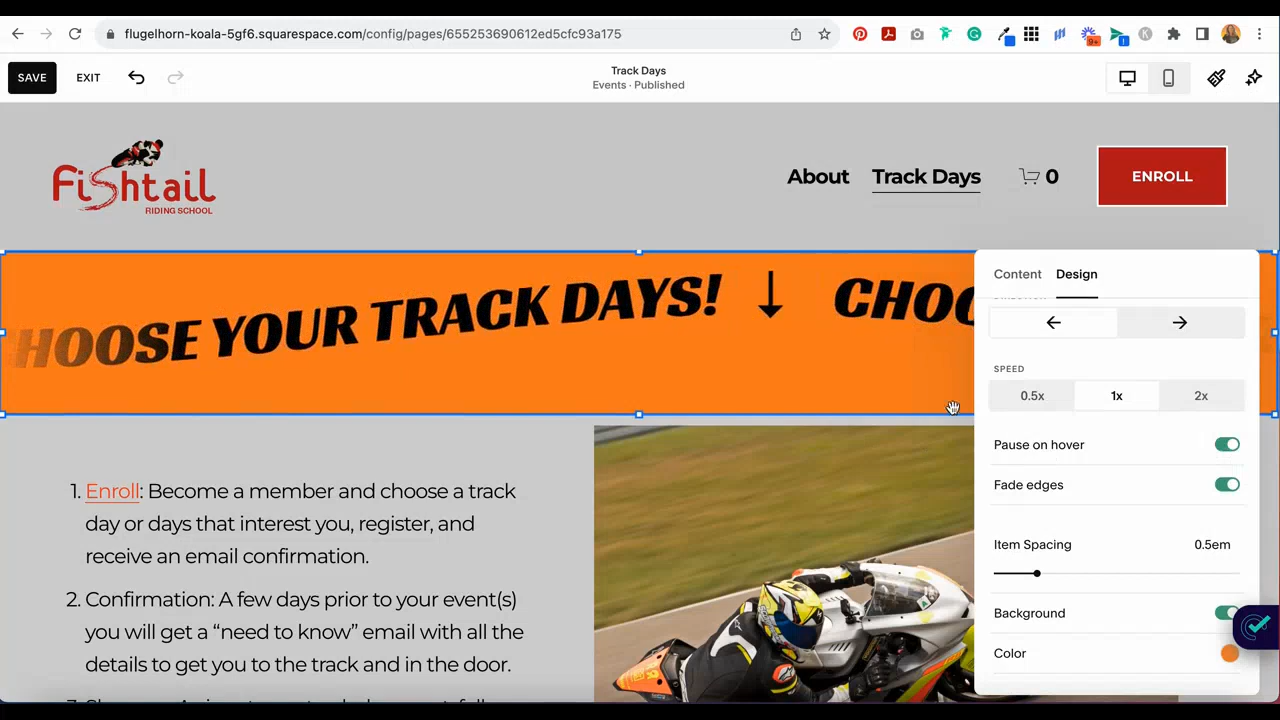 flugelhorn-koala-5gf6.squarespace.com/config/pages/655253690612ed5cfc93a175
9+
1
SAVE
EXIT
Track Days
Events · Published
Fishtail
RIDING SCHOOL
About
Track Days
0
ENROLL
HOOSE YOUR TRACK DAYS! ↓ CHOO
Content
Design
←
→
SPEED
0.5x
1x
2x
Pause on hover
Fade edges
Item Spacing
0.5em
Background
Color
1. Enroll: Become a member and choose a track
day or days that interest you, register, and
receive an email confirmation.
2. Confirmation: A few days prior to your event(s)
you will get a “need to know” email with all the
details to get you to the track and in the door.